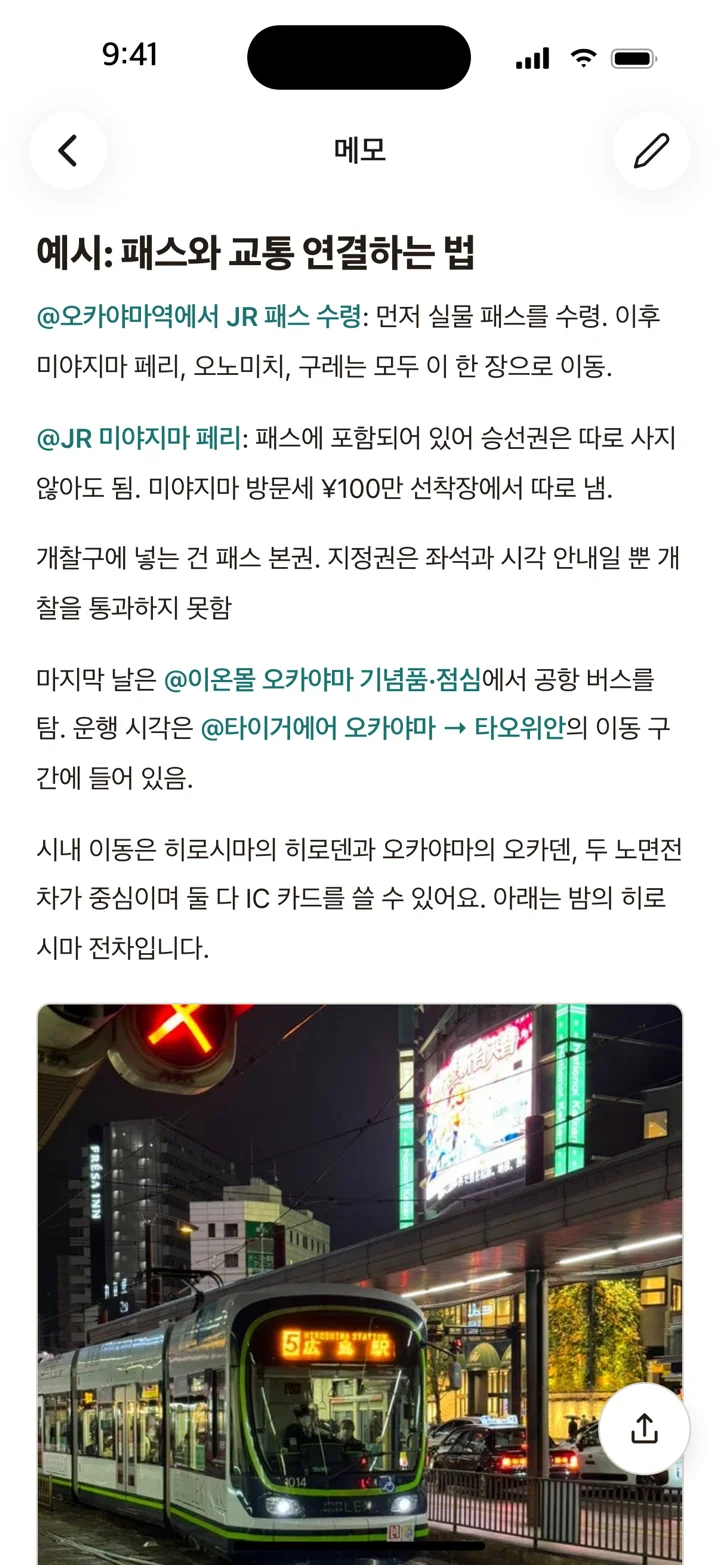 9:41
메모
예시: 패스와 교통 연결하는 법
@오카야마역에서 JR 패스 수령: 먼저 실물 패스를 수령. 이후
미야지마 페리, 오노미치, 구레는 모두 이 한 장으로 이동.
@JR 미야지마 페리: 패스에 포함되어 있어 승선권은 따로 사지
않아도 됨. 미야지마 방문세 ¥100만 선착장에서 따로 냄.
개찰구에 넣는 건 패스 본권. 지정권은 좌석과 시각 안내일 뿐 개
찰을 통과하지 못함
마지막 날은 @이온몰 오카야마 기념품·점심에서 공항 버스를
탐. 운행 시각은 @타이거에어 오카야마 → 타오위안의 이동 구
간에 들어 있음.
시내 이동은 히로시마의 히로덴과 오카야마의 오카덴, 두 노면전
차가 중심이며 둘 다 IC 카드를 쓸 수 있어요. 아래는 밤의 히로
시마 전차입니다.
FRESA INN
5 HIROSHIMA STATION
広島駅
1014